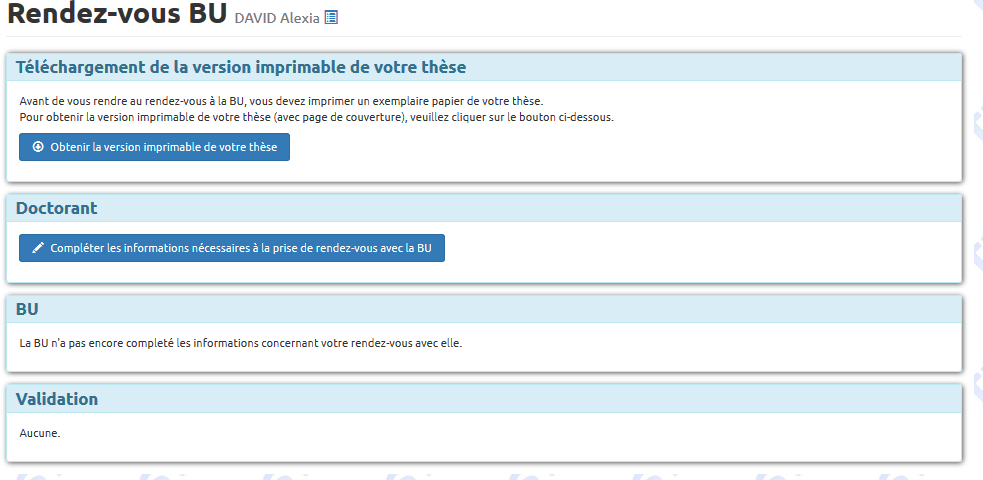 Rendez-vous BU DAVID Alexia
Téléchargement de la version imprimable de votre thèse
Avant de vous rendre au rendez-vous à la BU, vous devez imprimer un exemplaire papier de votre thèse.
Pour obtenir la version imprimable de votre thèse (avec page de couverture), veuillez cliquer sur le bouton ci-dessous.
Obtenir la version imprimable de votre thèse
Doctorant
Compléter les informations nécessaires à la prise de rendez-vous avec la BU
BU
La BU n'a pas encore completé les informations concernant votre rendez-vous avec elle.
Validation
Aucune.